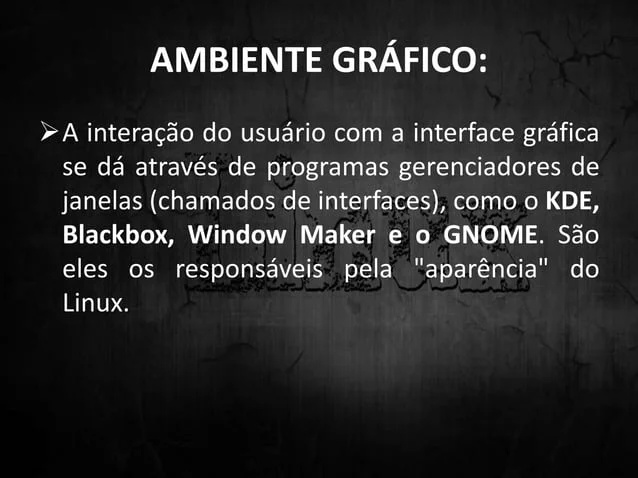 AMBIENTE GRÁFICO:
➢A interação do usuário com a interface gráfica
se dá através de programas gerenciadores de
janelas (chamados de interfaces), como o KDE,
Blackbox, Window Maker e o GNOME. São
eles os responsáveis pela "aparência" do
Linux.
Linux